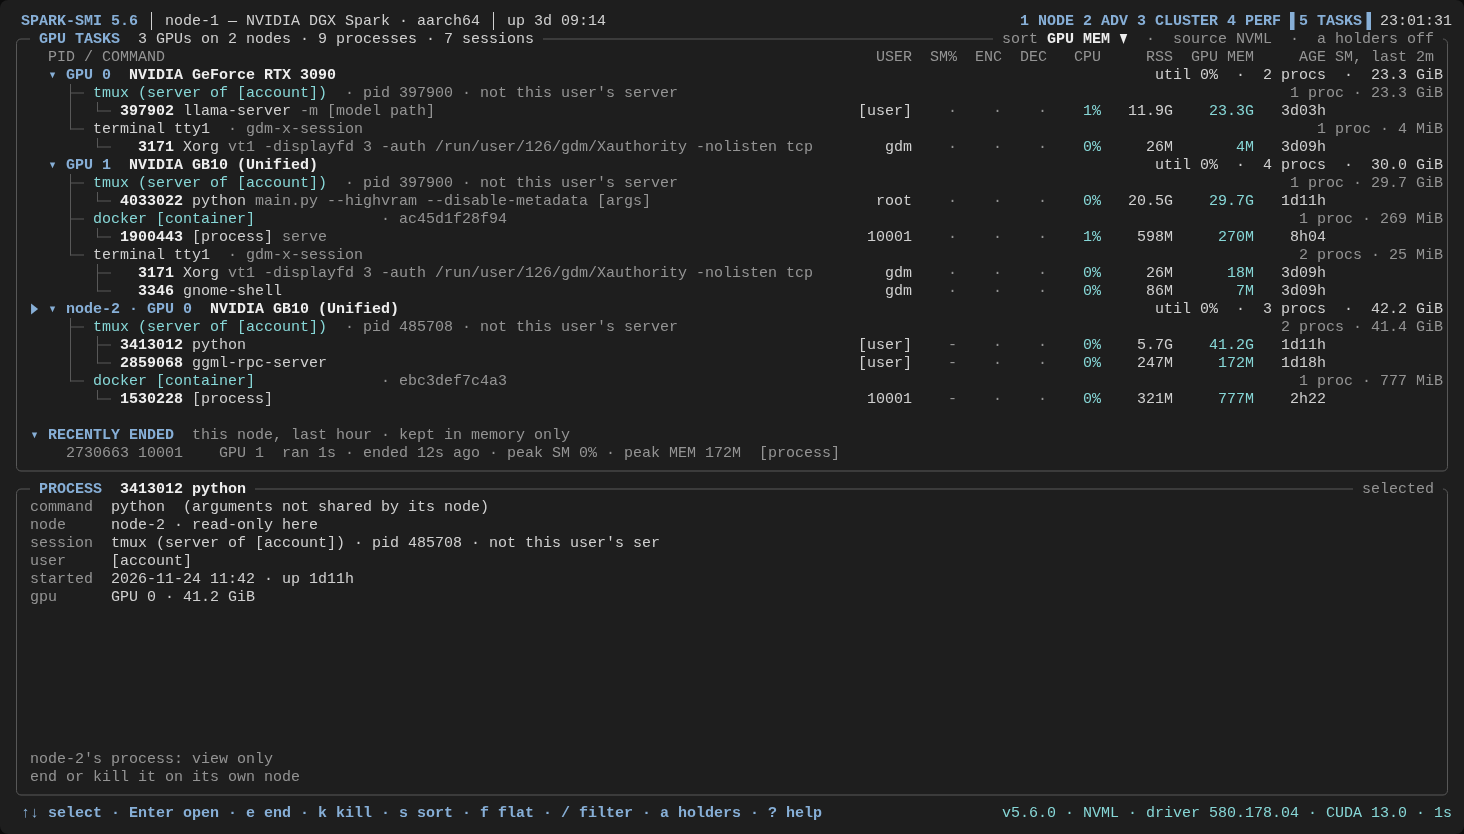 SPARK-SMI 5.6 │ node-1 — NVIDIA DGX Spark · aarch64 │ up 3d 09:14 1 NODE 2 ADV 3 CLUSTER 4 PERF ▌5 TASKS▐ 23:01:31
GPU TASKS 3 GPUs on 2 nodes · 9 processes · 7 sessions sort GPU MEM ▼ · source NVML · a holders off
PID / COMMAND USER SM% ENC DEC CPU RSS GPU MEM AGE SM, last 2m
▾ GPU 0 NVIDIA GeForce RTX 3090 util 0% · 2 procs · 23.3 GiB
tmux (server of [account]) · pid 397900 · not this user's server 1 proc · 23.3 GiB
397902 llama-server -m [model path] [user] · · · 1% 11.9G 23.3G 3d03h
terminal tty1 · gdm-x-session 1 proc · 4 MiB
3171 Xorg vt1 -displayfd 3 -auth /run/user/126/gdm/Xauthority -nolisten tcp gdm · · · 0% 26M 4M 3d09h
▾ GPU 1 NVIDIA GB10 (Unified) util 0% · 4 procs · 30.0 GiB
tmux (server of [account]) · pid 397900 · not this user's server 1 proc · 29.7 GiB
4033022 python main.py --highvram --disable-metadata [args] root · · · 0% 20.5G 29.7G 1d11h
docker [container] · ac45d1f28f94 1 proc · 269 MiB
1900443 [process] serve 10001 · · · 1% 598M 270M 8h04
terminal tty1 · gdm-x-session 2 procs · 25 MiB
3171 Xorg vt1 -displayfd 3 -auth /run/user/126/gdm/Xauthority -nolisten tcp gdm · · · 0% 26M 18M 3d09h
3346 gnome-shell gdm · · · 0% 86M 7M 3d09h
▾ node-2 · GPU 0 NVIDIA GB10 (Unified) util 0% · 3 procs · 42.2 GiB
tmux (server of [account]) · pid 485708 · not this user's server 2 procs · 41.4 GiB
3413012 python [user] - · · 0% 5.7G 41.2G 1d11h
2859068 ggml-rpc-server [user] - · · 0% 247M 172M 1d18h
docker [container] · ebc3def7c4a3 1 proc · 777 MiB
1530228 [process] 10001 - · · 0% 321M 777M 2h22
▾ RECENTLY ENDED this node, last hour · kept in memory only
2730663 10001 GPU 1 ran 1s · ended 12s ago · peak SM 0% · peak MEM 172M [process]
PROCESS 3413012 python selected
command python (arguments not shared by its node)
node node-2 · read-only here
session tmux (server of [account]) · pid 485708 · not this user's ser
user [account]
started 2026-11-24 11:42 · up 1d11h
gpu GPU 0 · 41.2 GiB
node-2's process: view only
end or kill it on its own node
↑↓ select · Enter open · e end · k kill · s sort · f flat · / filter · a holders · ? help v5.6.0 · NVML · driver 580.178.04 · CUDA 13.0 · 1s